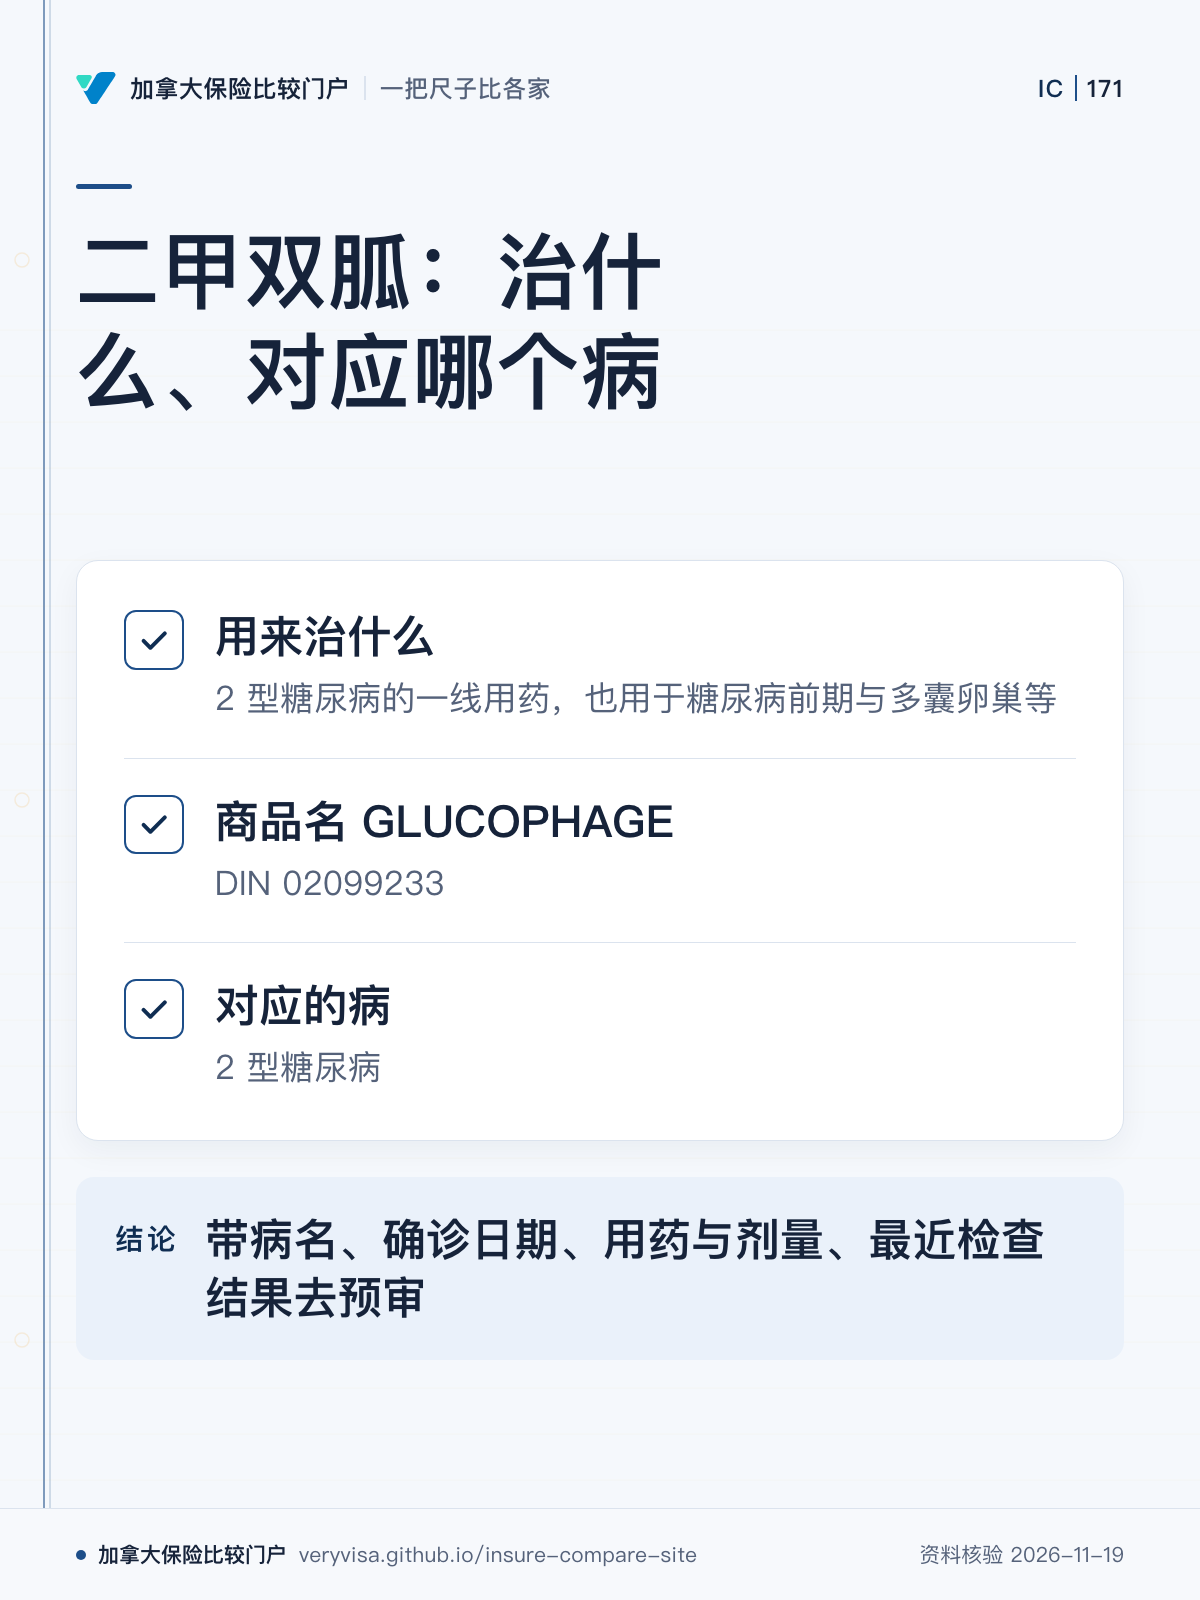 加拿大保险比较门户 一把尺子比各家
IC 171
二甲双胍：治什
么、对应哪个病
用来治什么
2 型糖尿病的一线用药，也用于糖尿病前期与多囊卵巢等
商品名 GLUCOPHAGE
DIN 02099233
对应的病
2 型糖尿病
结论 带病名、确诊日期、用药与剂量、最近检查
结果去预审
加拿大保险比较门户 veryvisa.github.io/insure-compare-site
资料核验 2026-11-19